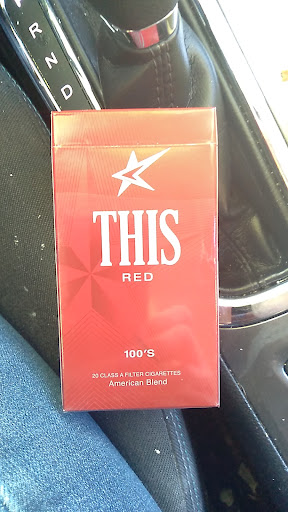 R
N
D
THIS
RED
100'S
20 CLASS A FILTER CIGARETTES
American Blend